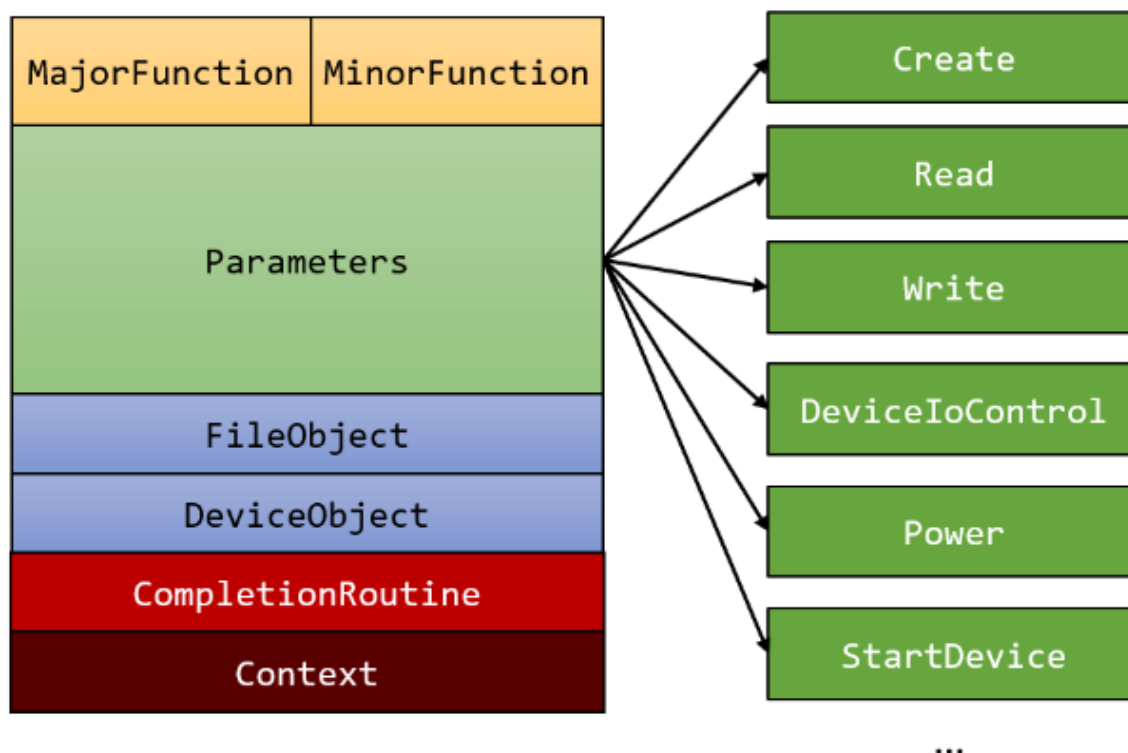 MajorFunction MinorFunction
Parameters
FileObject
DeviceObject
CompletionRoutine
Context
Create
Read
Write
DeviceIoControl
Power
StartDevice
...